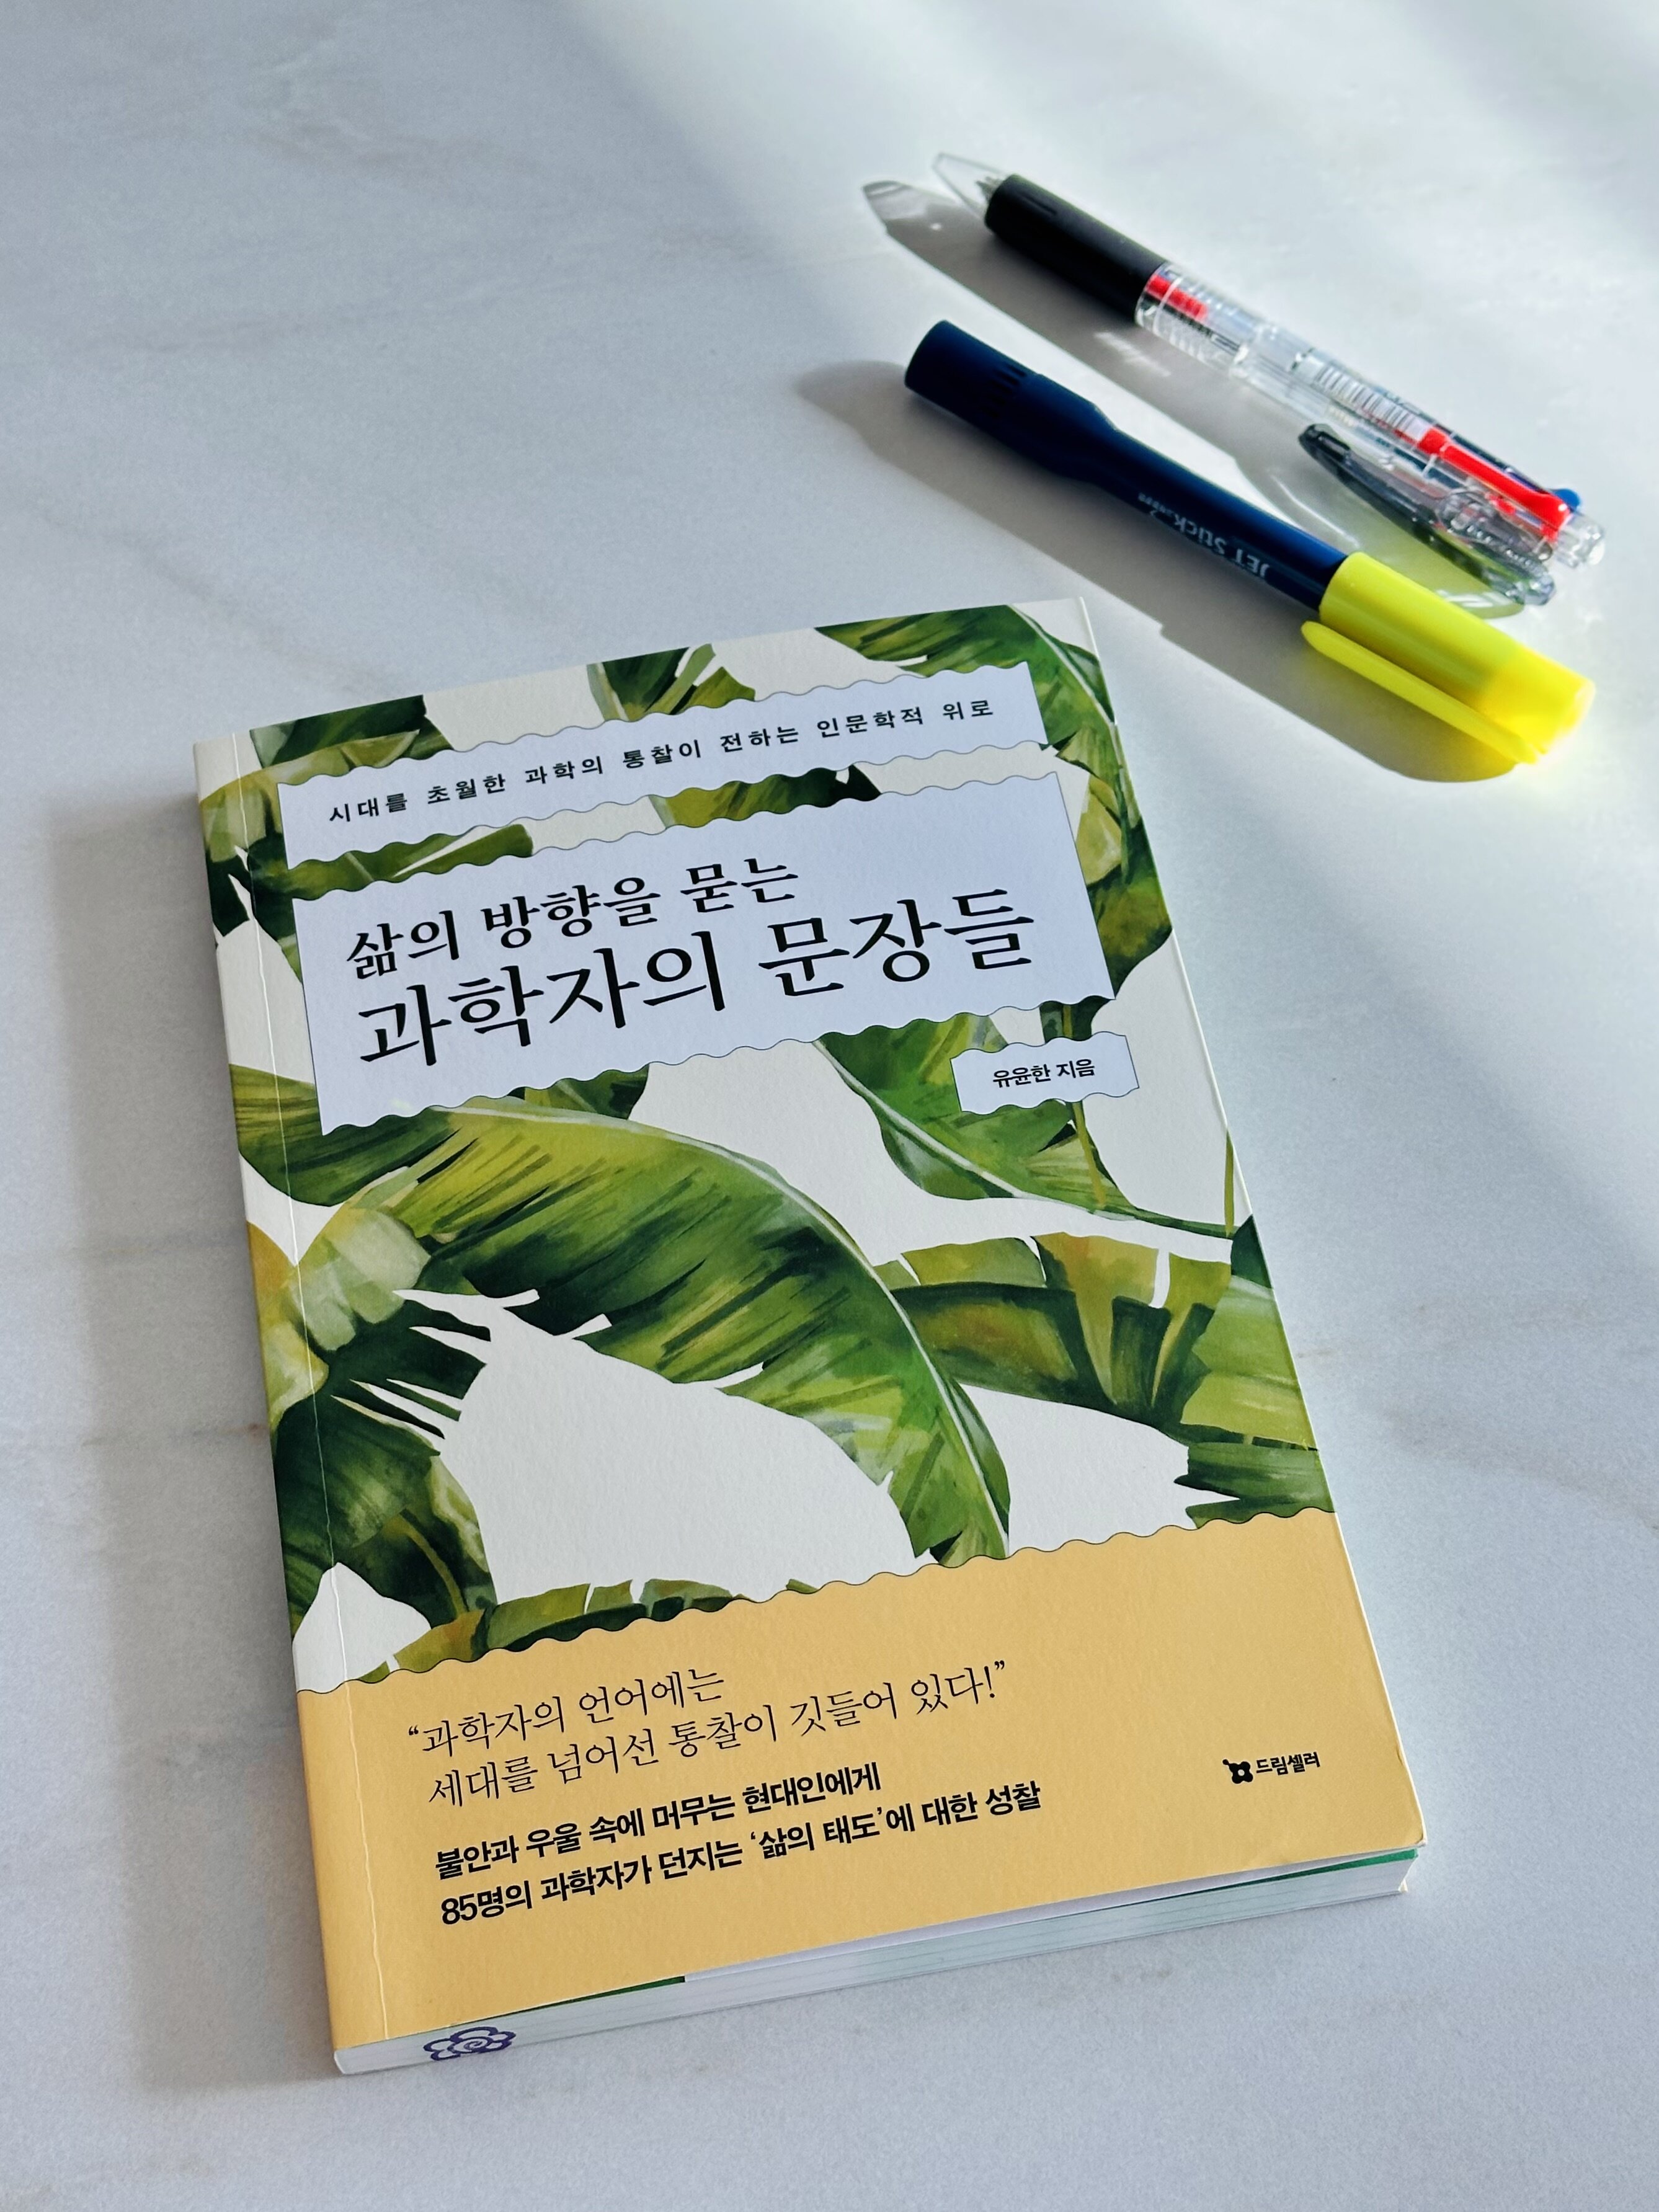 시대를 초월한 과학의 통찰이 전하는 인문학적 위로
삶의 방향을 묻는
과학자의 문장들
유윤한 지음
“과학자의 언어에는
세대를 넘어선 통찰이 깃들어 있다!”
불안과 우울 속에 머무는 현대인에게
85명의 과학자가 던지는 ‘삶의 태도’에 대한 성찰
드림셀러
JET Stick